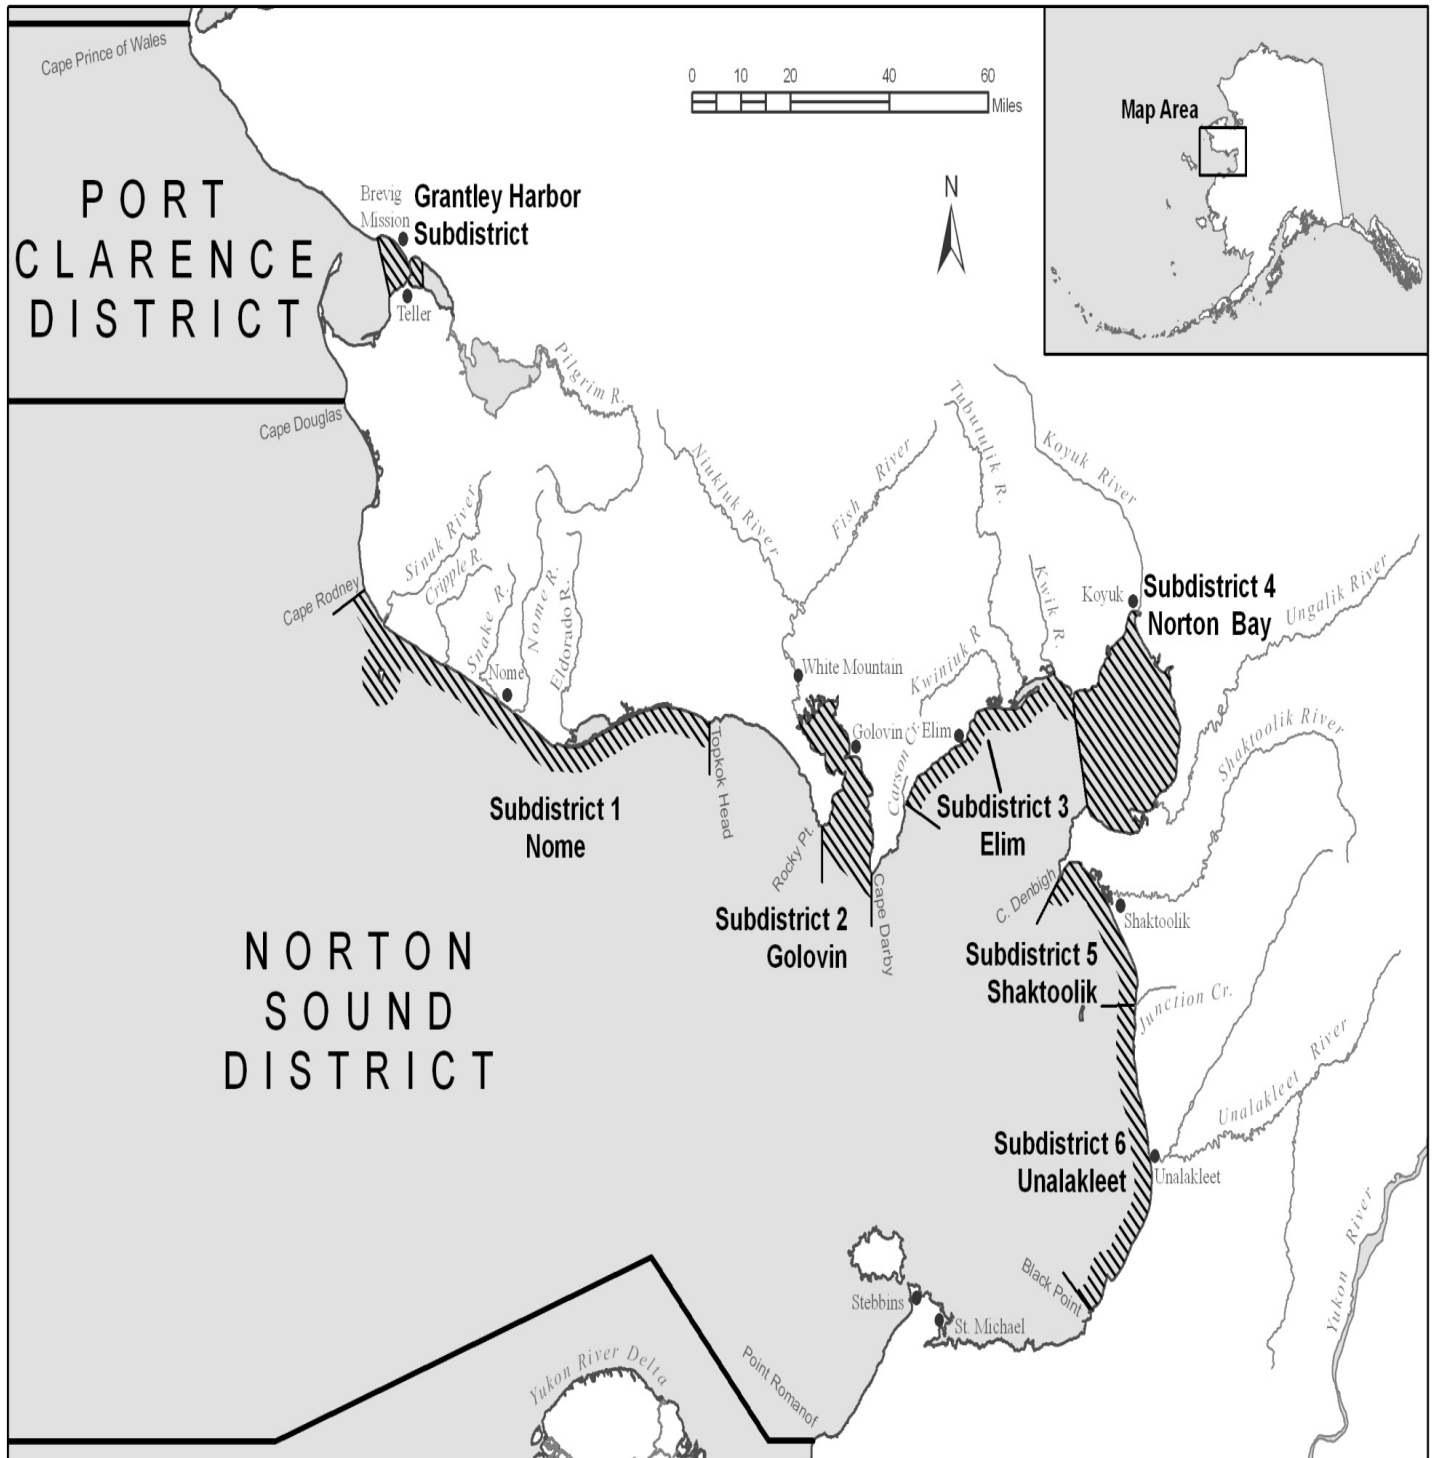 Cape Prince of Wales
0 10 20 40 60
Miles
Map Area
N
PORT
CLARENCE
DISTRICT
Brevig
Mission
Grantley Harbor
Subdistrict
Teller
Pilgrim R.
Cape Douglas
Niukluk River
Fish River
Tubutulik R.
Koyuk River
Sinuk River
Cripple R.
Snake R.
Nome R.
Eldorado R.
Kwik R.
Koyuk
Subdistrict 4
Norton Bay
Ungalik River
Cape Rodney
Nome
White Mountain
Kwiniuk R
Golovin
Carson Cr.
Elim
Shaktoolik River
Topkok Head
Subdistrict 1
Nome
Subdistrict 3
Elim
Rocky Pt.
Cape Darby
C. Denbigh
Subdistrict 2
Golovin
Shaktoolik
NORTON
SOUND
DISTRICT
Subdistrict 5
Shaktoolik
Junction Cr.
Unalakleet River
Subdistrict 6
Unalakleet
Unalakleet
Yukon River
Black Point
Stebbins
St. Michael
Yukon River Delta
Point Romanof